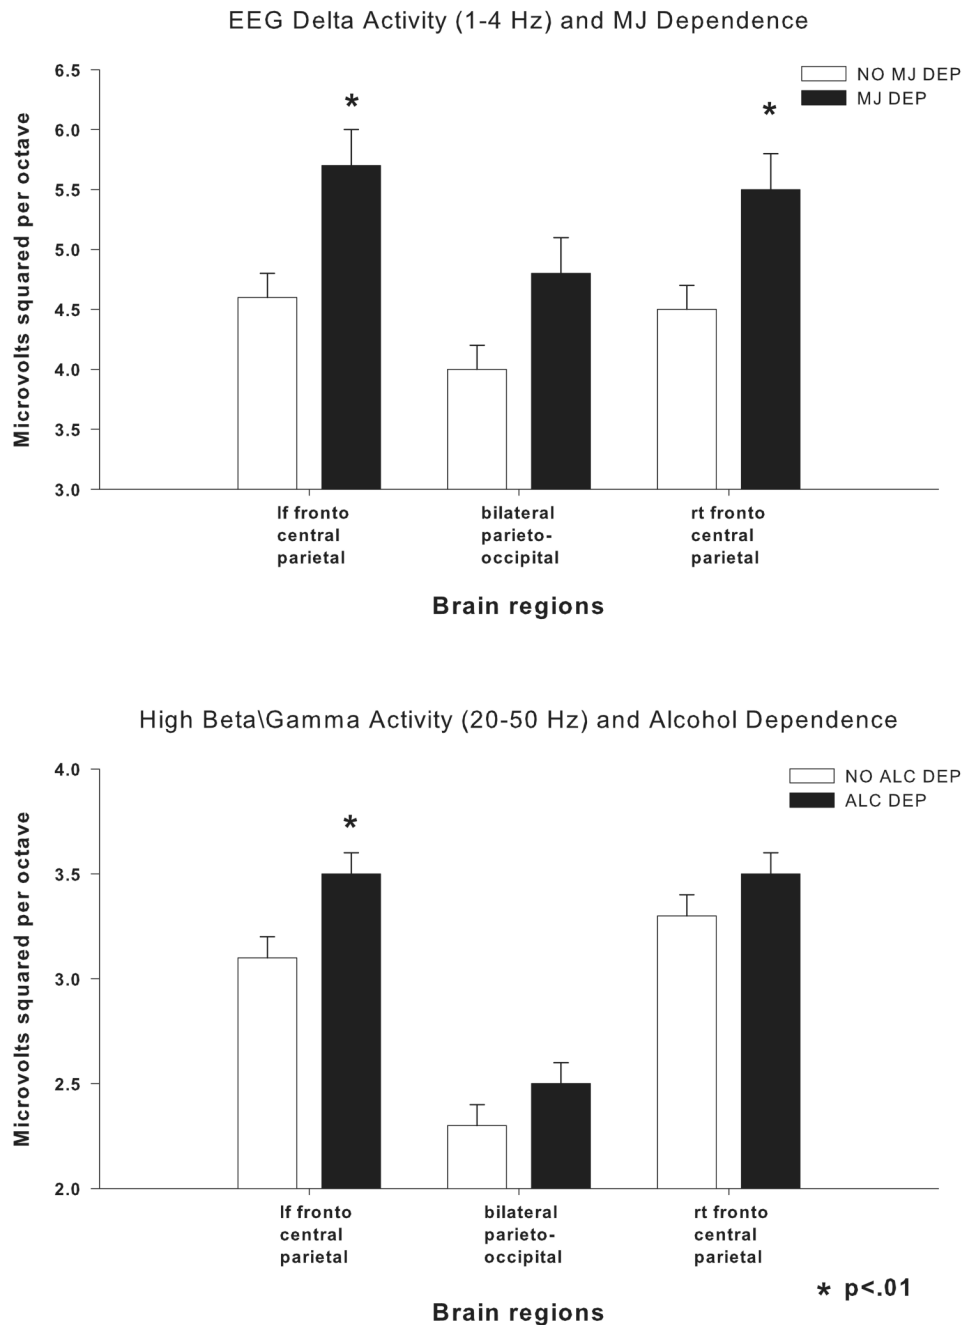 EEG Delta Activity (1-4 Hz) and MJ Dependence
NO MJ DEP
MJ DEP
Microvolts squared per octave
6.5
6.0
5.5
5.0
4.5
4.0
3.5
3.0
*
*
lf fronto
central
parietal
bilateral
parieto-
occipital
rt fronto
central
parietal
Brain regions
High Beta\Gamma Activity (20-50 Hz) and Alcohol Dependence
NO ALC DEP
ALC DEP
Microvolts squared per octave
4.0
3.5
3.0
2.5
2.0
*
lf fronto
central
parietal
bilateral
parieto-
occipital
rt fronto
central
parietal
* p<.01
Brain regions